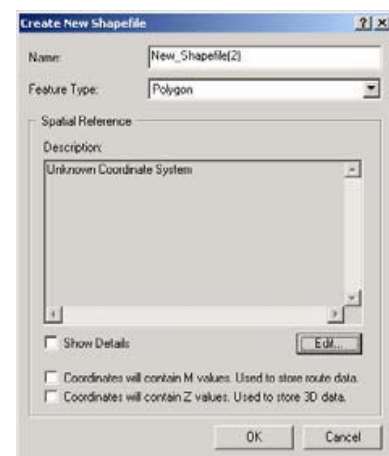 Create New Shapefile
Name: New_Shapefile(2)
Feature Type: Polygon
Spatial Reference
Description:
Unknown Coordinate System
Show Details Edit...
Coordinates will contain M values. Used to store route data.
Coordinates will contain Z values. Used to store 3D data.
OK Cancel